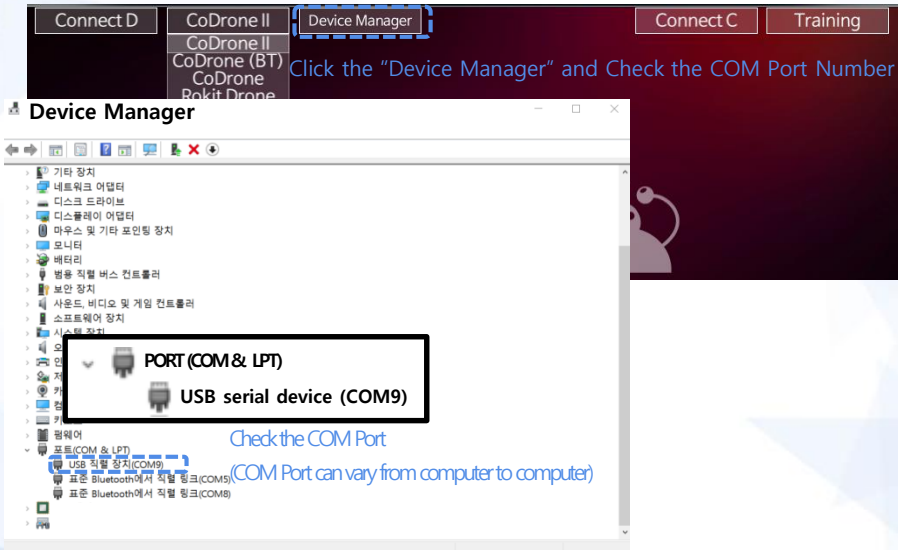 Connect D
CoDrone II
Device Manager
Connect C
Training
CoDrone II
CoDrone (BT)
CoDrone
Rokit Drone
Click the “Device Manager” and Check the COM Port Number
Device Manager
기타 장치
네트워크 어댑터
디스크 드라이브
디스플레이 어댑터
마우스 및 기타 포인팅 장치
모니터
배터리
범용 직렬 버스 컨트롤러
보안 장치
사운드, 비디오 및 게임 컨트롤러
소프트웨어 장치
시스템 장치
PORT (COM & LPT)
USB serial device (COM9)
펌웨어
Check the COM Port
포트(COM & LPT)
USB 직렬 장치(COM9)
(COM Port can vary from computer to computer)
표준 Bluetooth에서 직렬 링크(COM5)
표준 Bluetooth에서 직렬 링크(COM8)